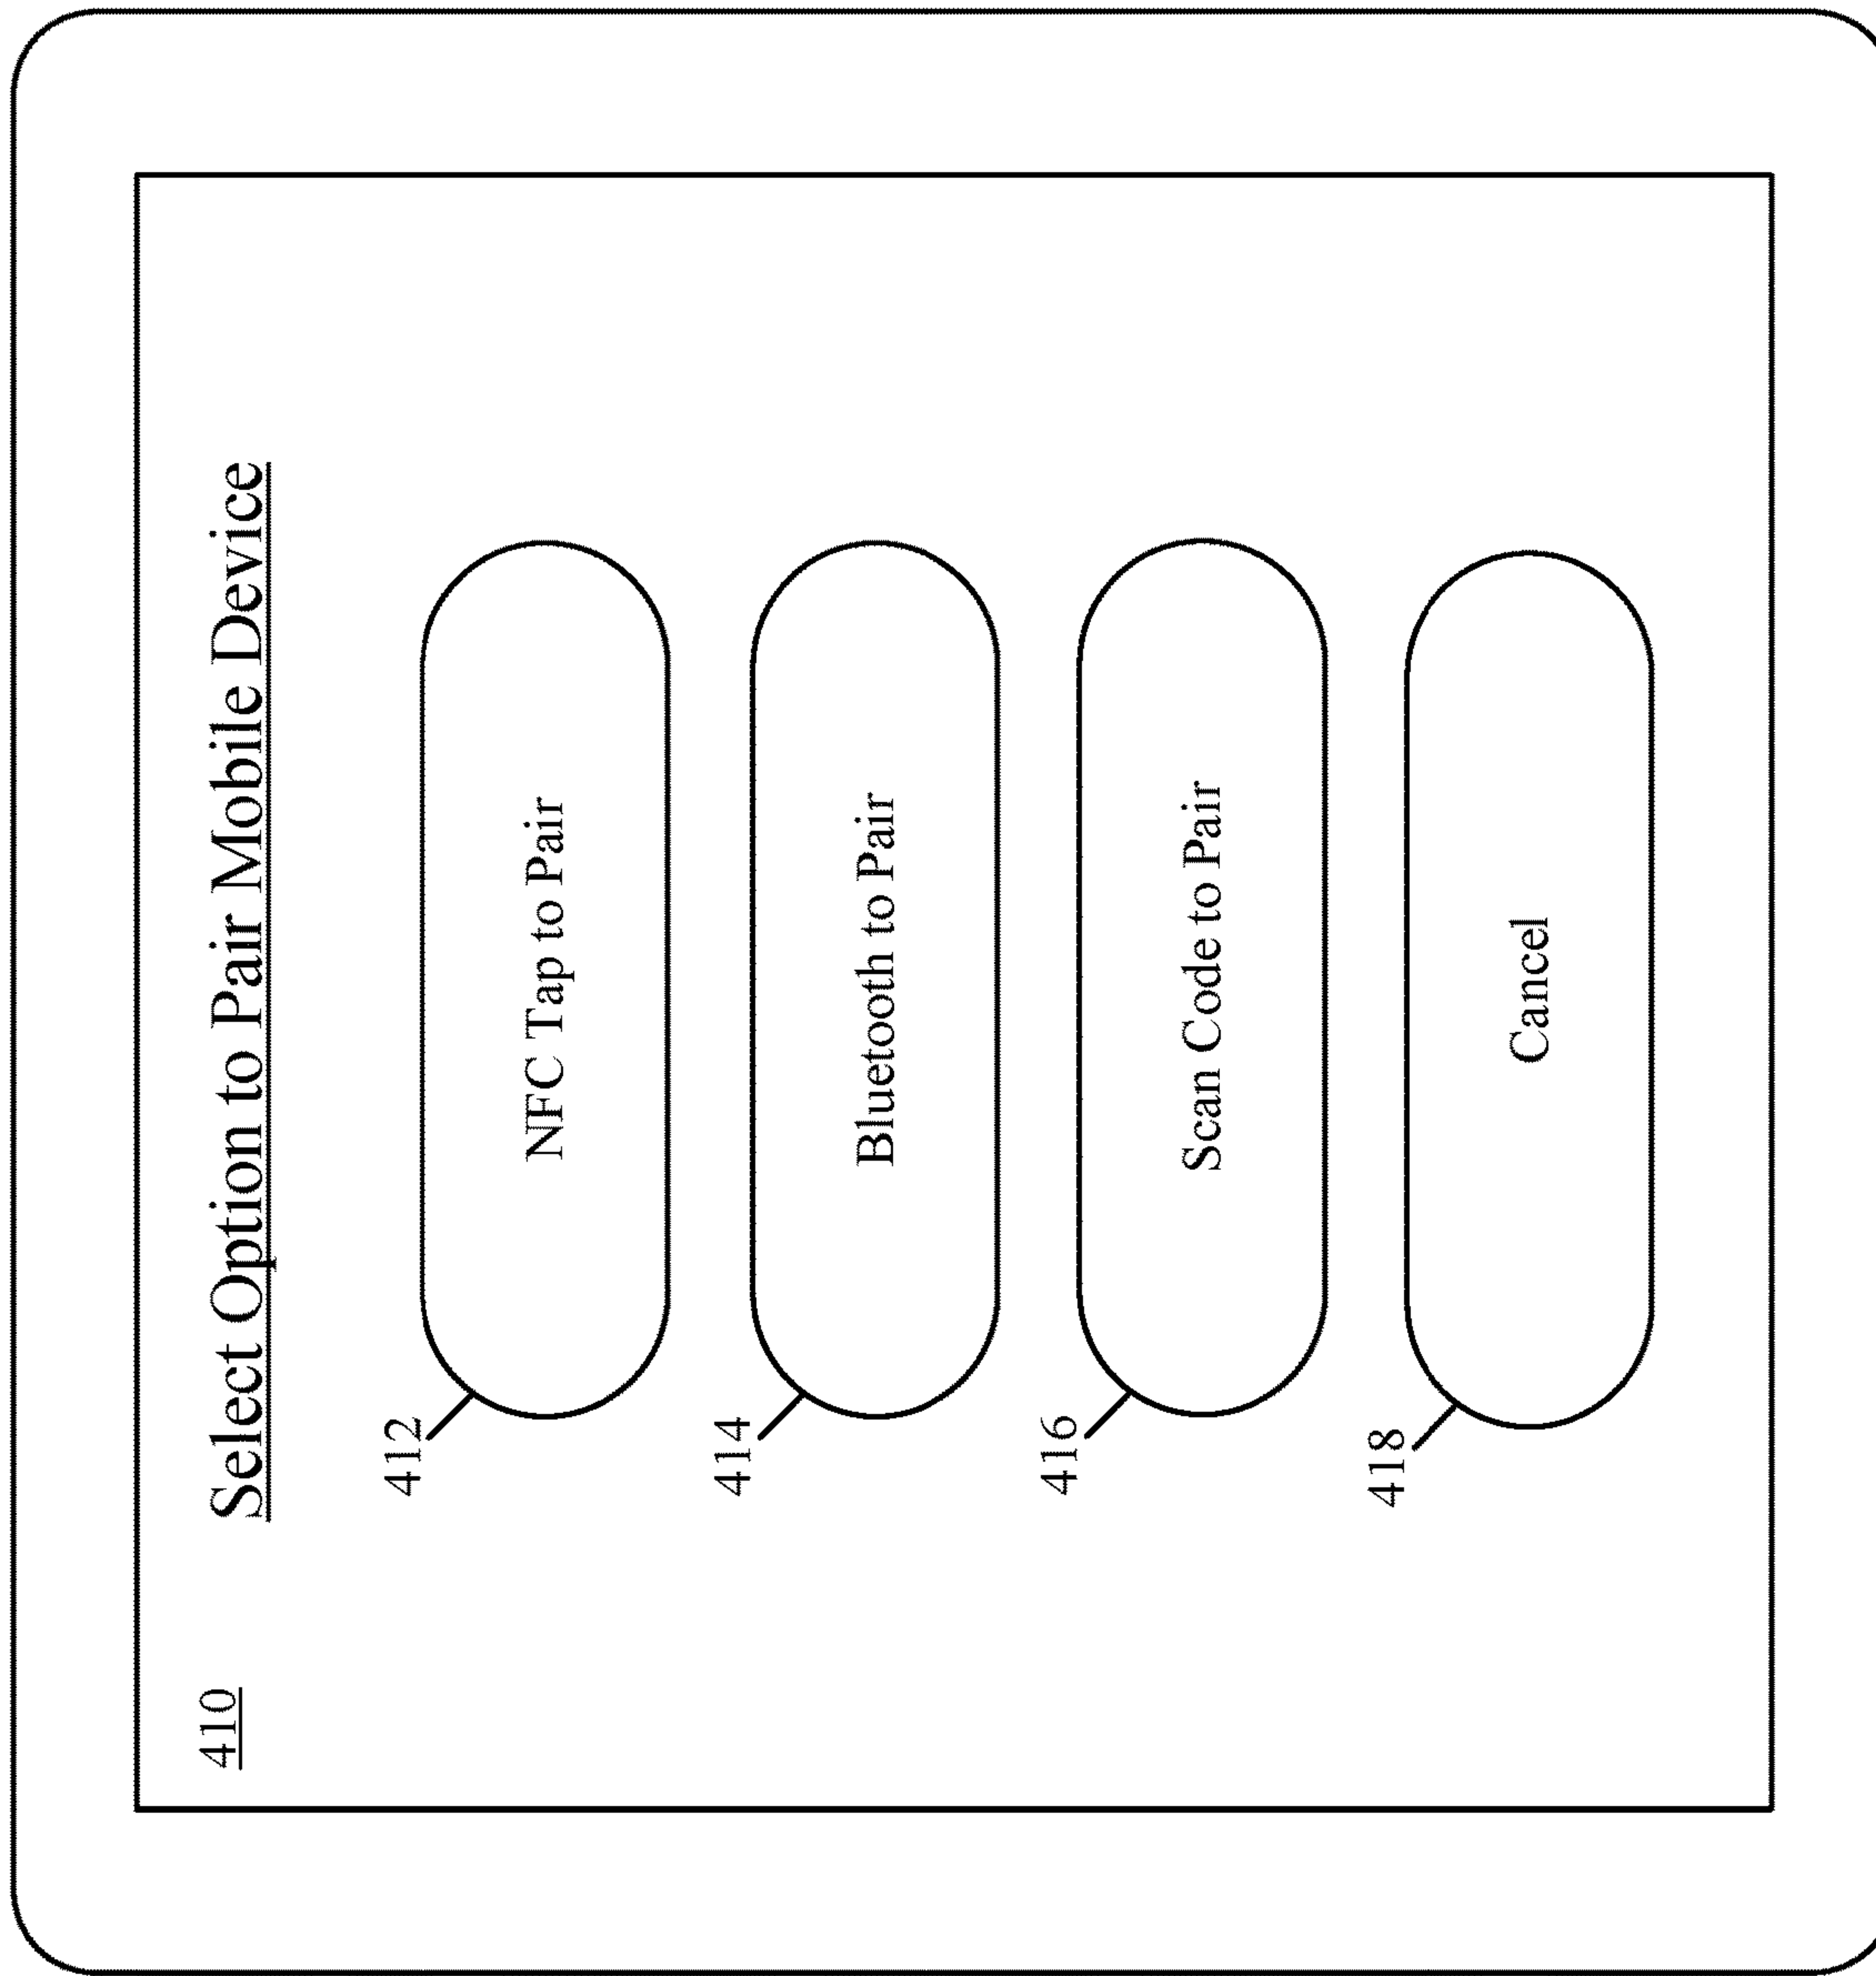 410
Select Option to Pair Mobile Device
412
NFC Tap to Pair
414
Bluetooth to Pair
416
Scan Code to Pair
418
Cancel